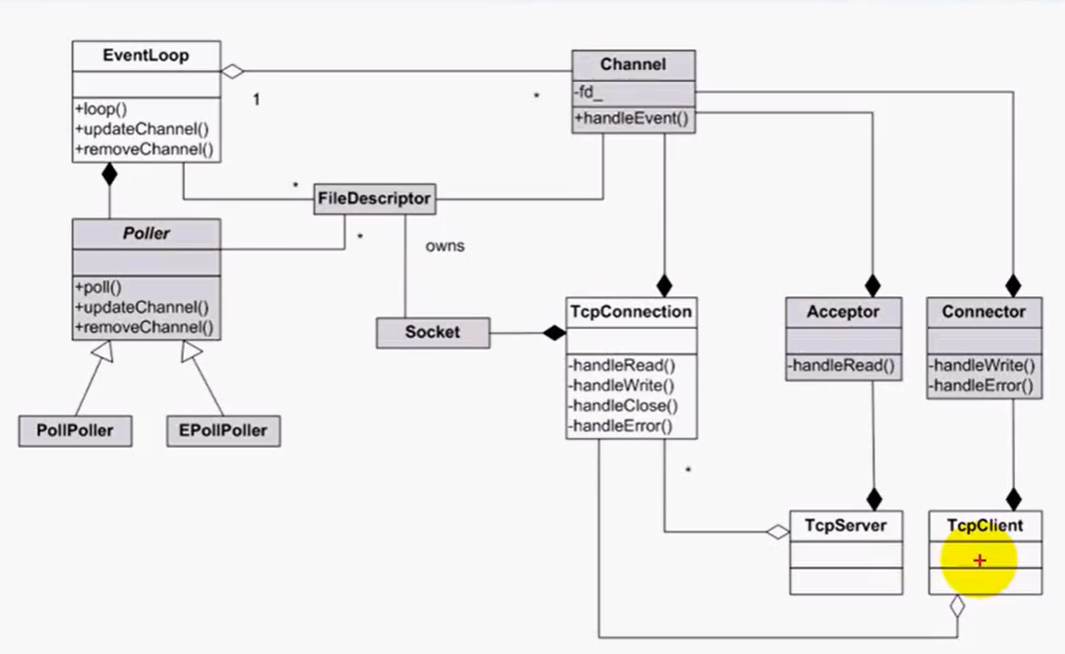 EventLoop
+loop()
+updateChannel()
+removeChannel()
1
*
Channel
-fd_
+handleEvent()
*
FileDescriptor
*
owns
Poller
+poll()
+updateChannel()
+removeChannel()
PollPoller
EPollPoller
Socket
TcpConnection
-handleRead()
-handleWrite()
-handleClose()
-handleError()
*
Acceptor
-handleRead()
Connector
-handleWrite()
-handleError()
TcpServer
TcpClient